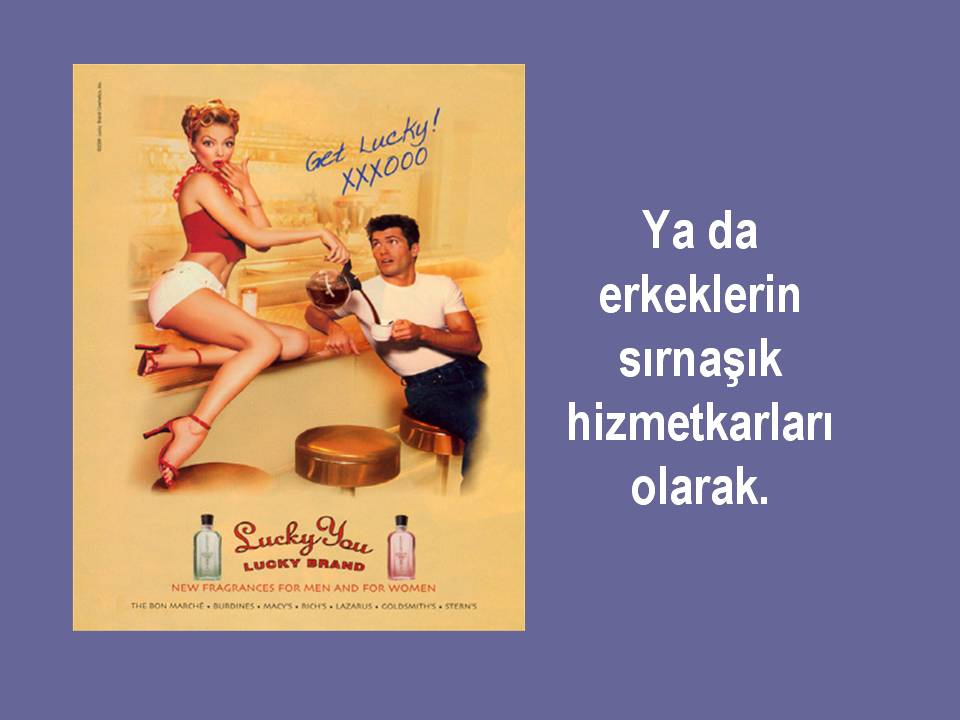 Get Lucky!
XXXOOO
Ya da
erkeklerin
sırnaşık
hizmetkarları
olarak.
Lucky You
LUCKY BRAND
NEW FRAGRANCES FOR MEN AND FOR WOMEN
THE BON MARCHÉ • BURDINES • MACY'S • RICH'S • LAZARUS • GOLDSMITH'S • STERN'S